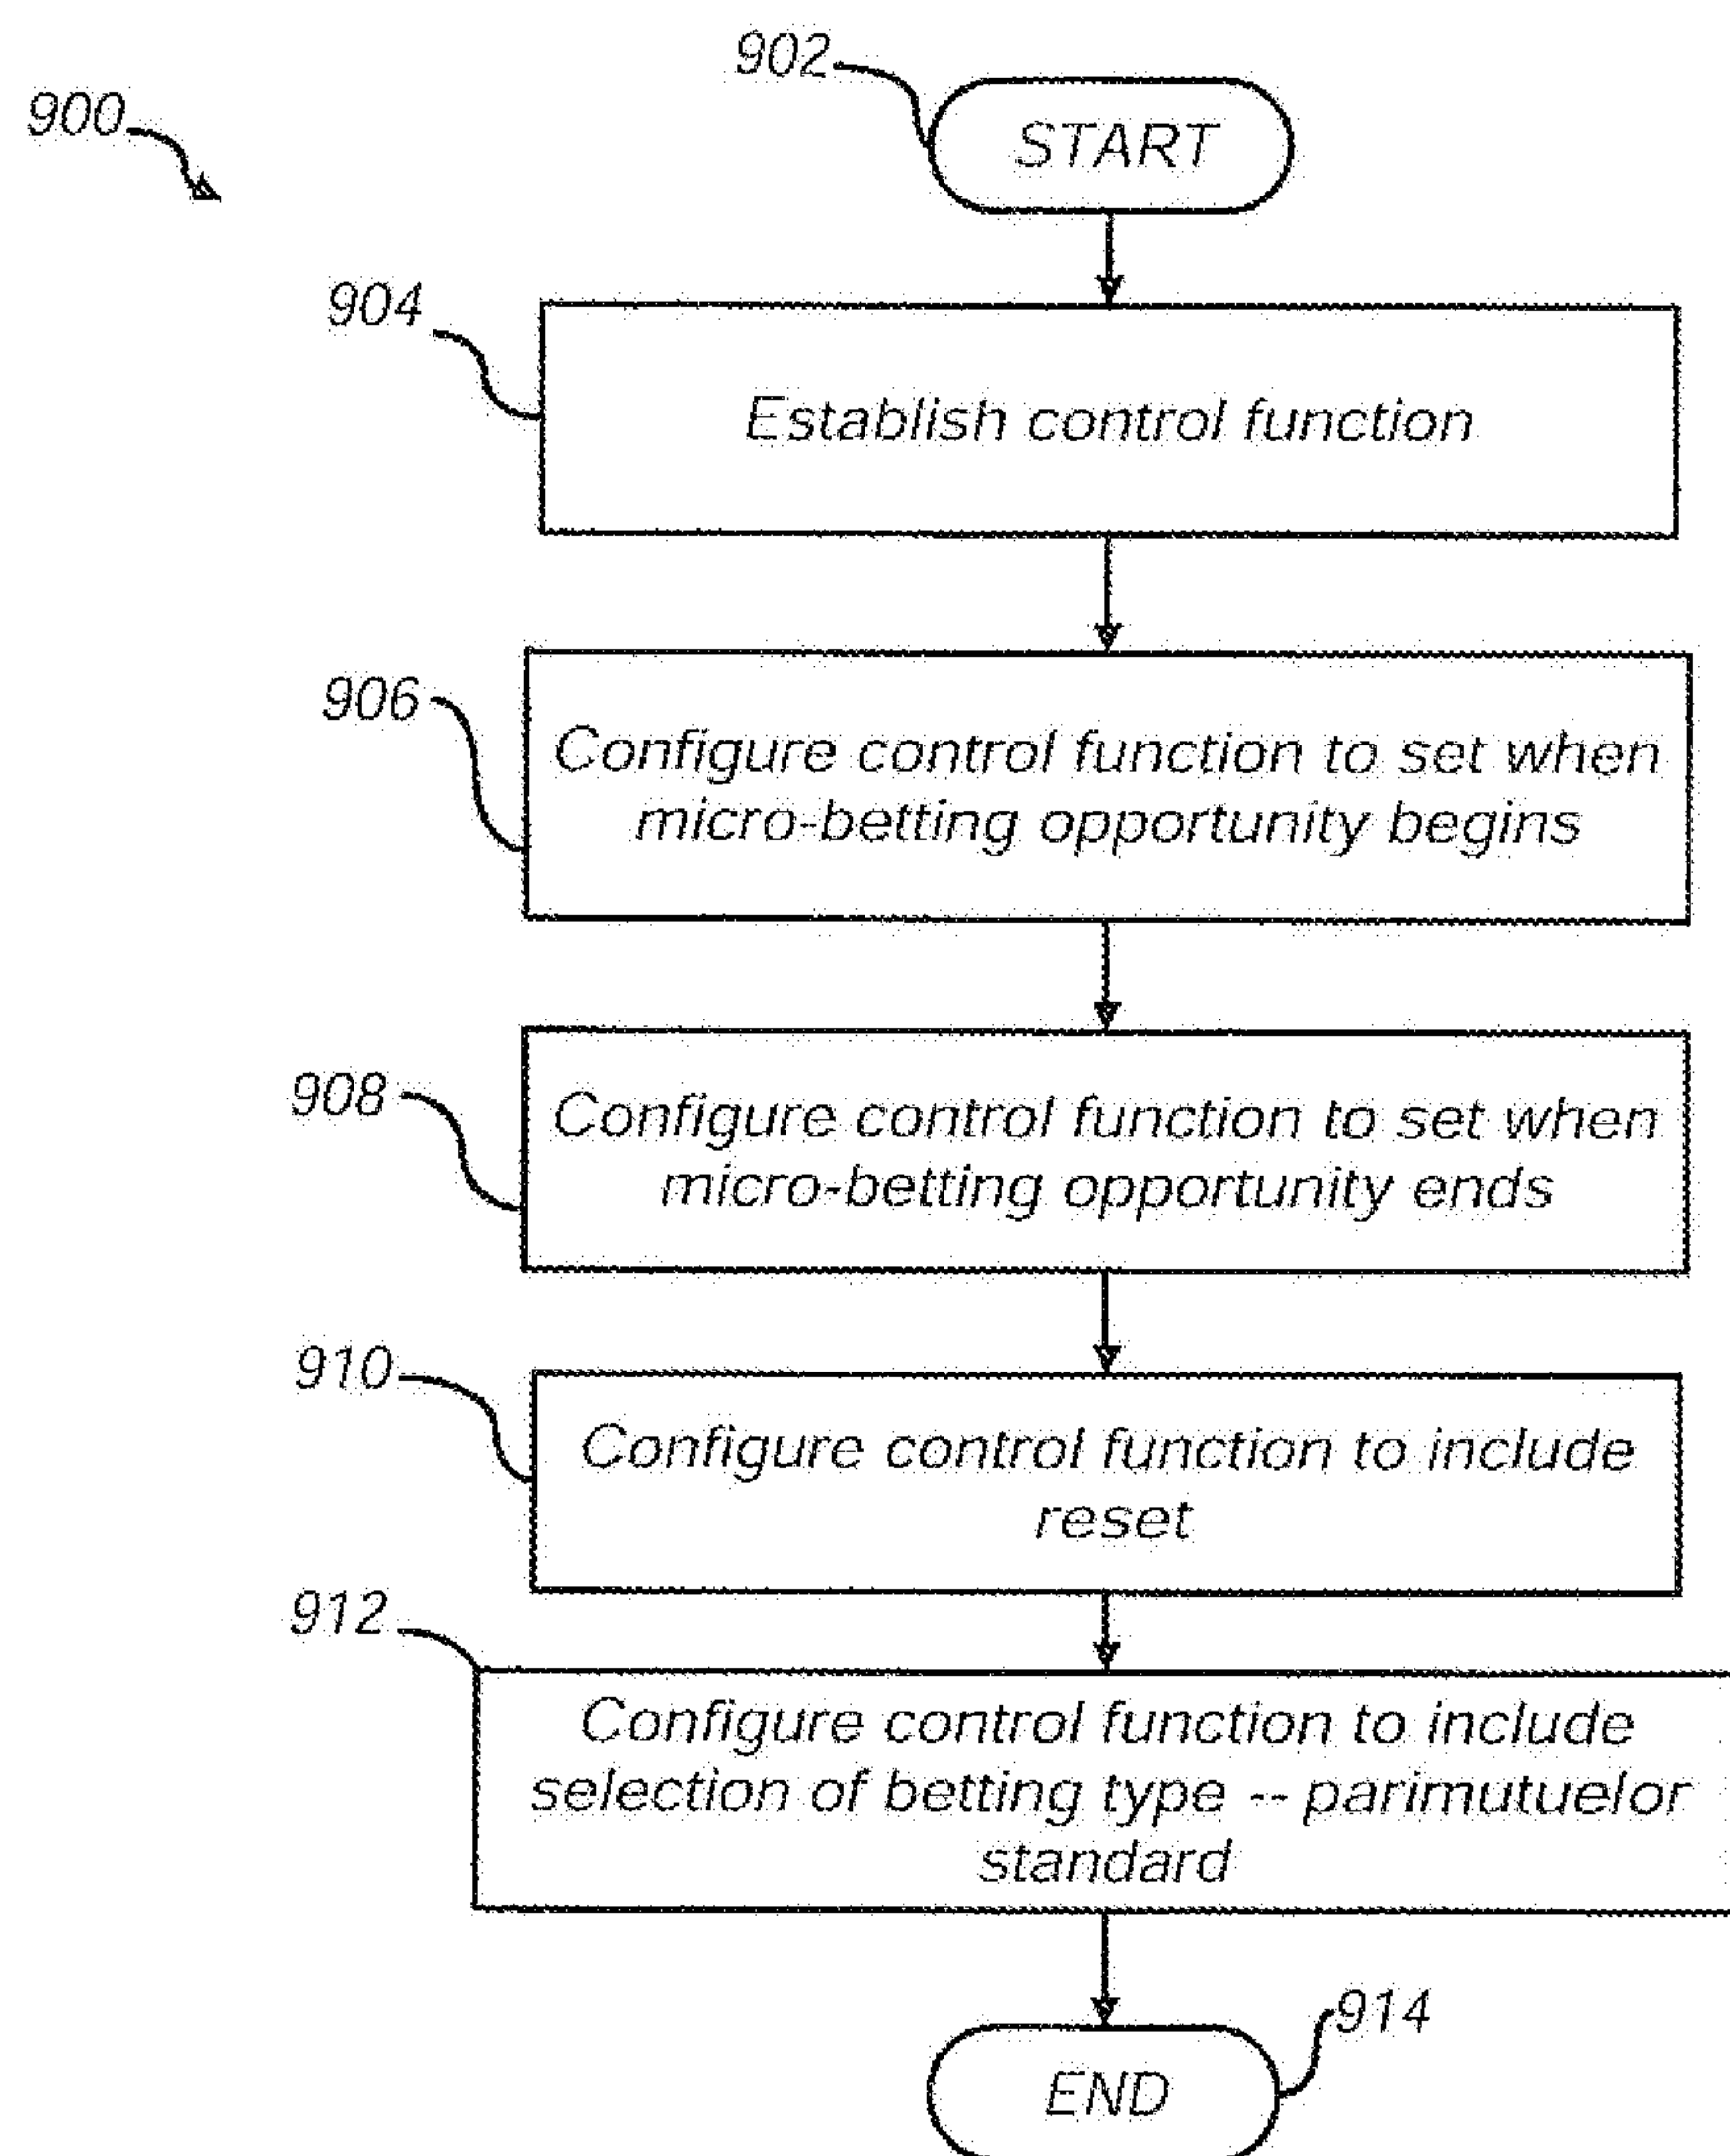 902
900
START
904
Establish control function
906
Configure control function to set when
micro-betting opportunity begins
908
Configure control function to set when
micro-betting opportunity ends
910
Configure control function to include
reset
912
Configure control function to include
selection of betting type -- parimutuelor
standard
914
END